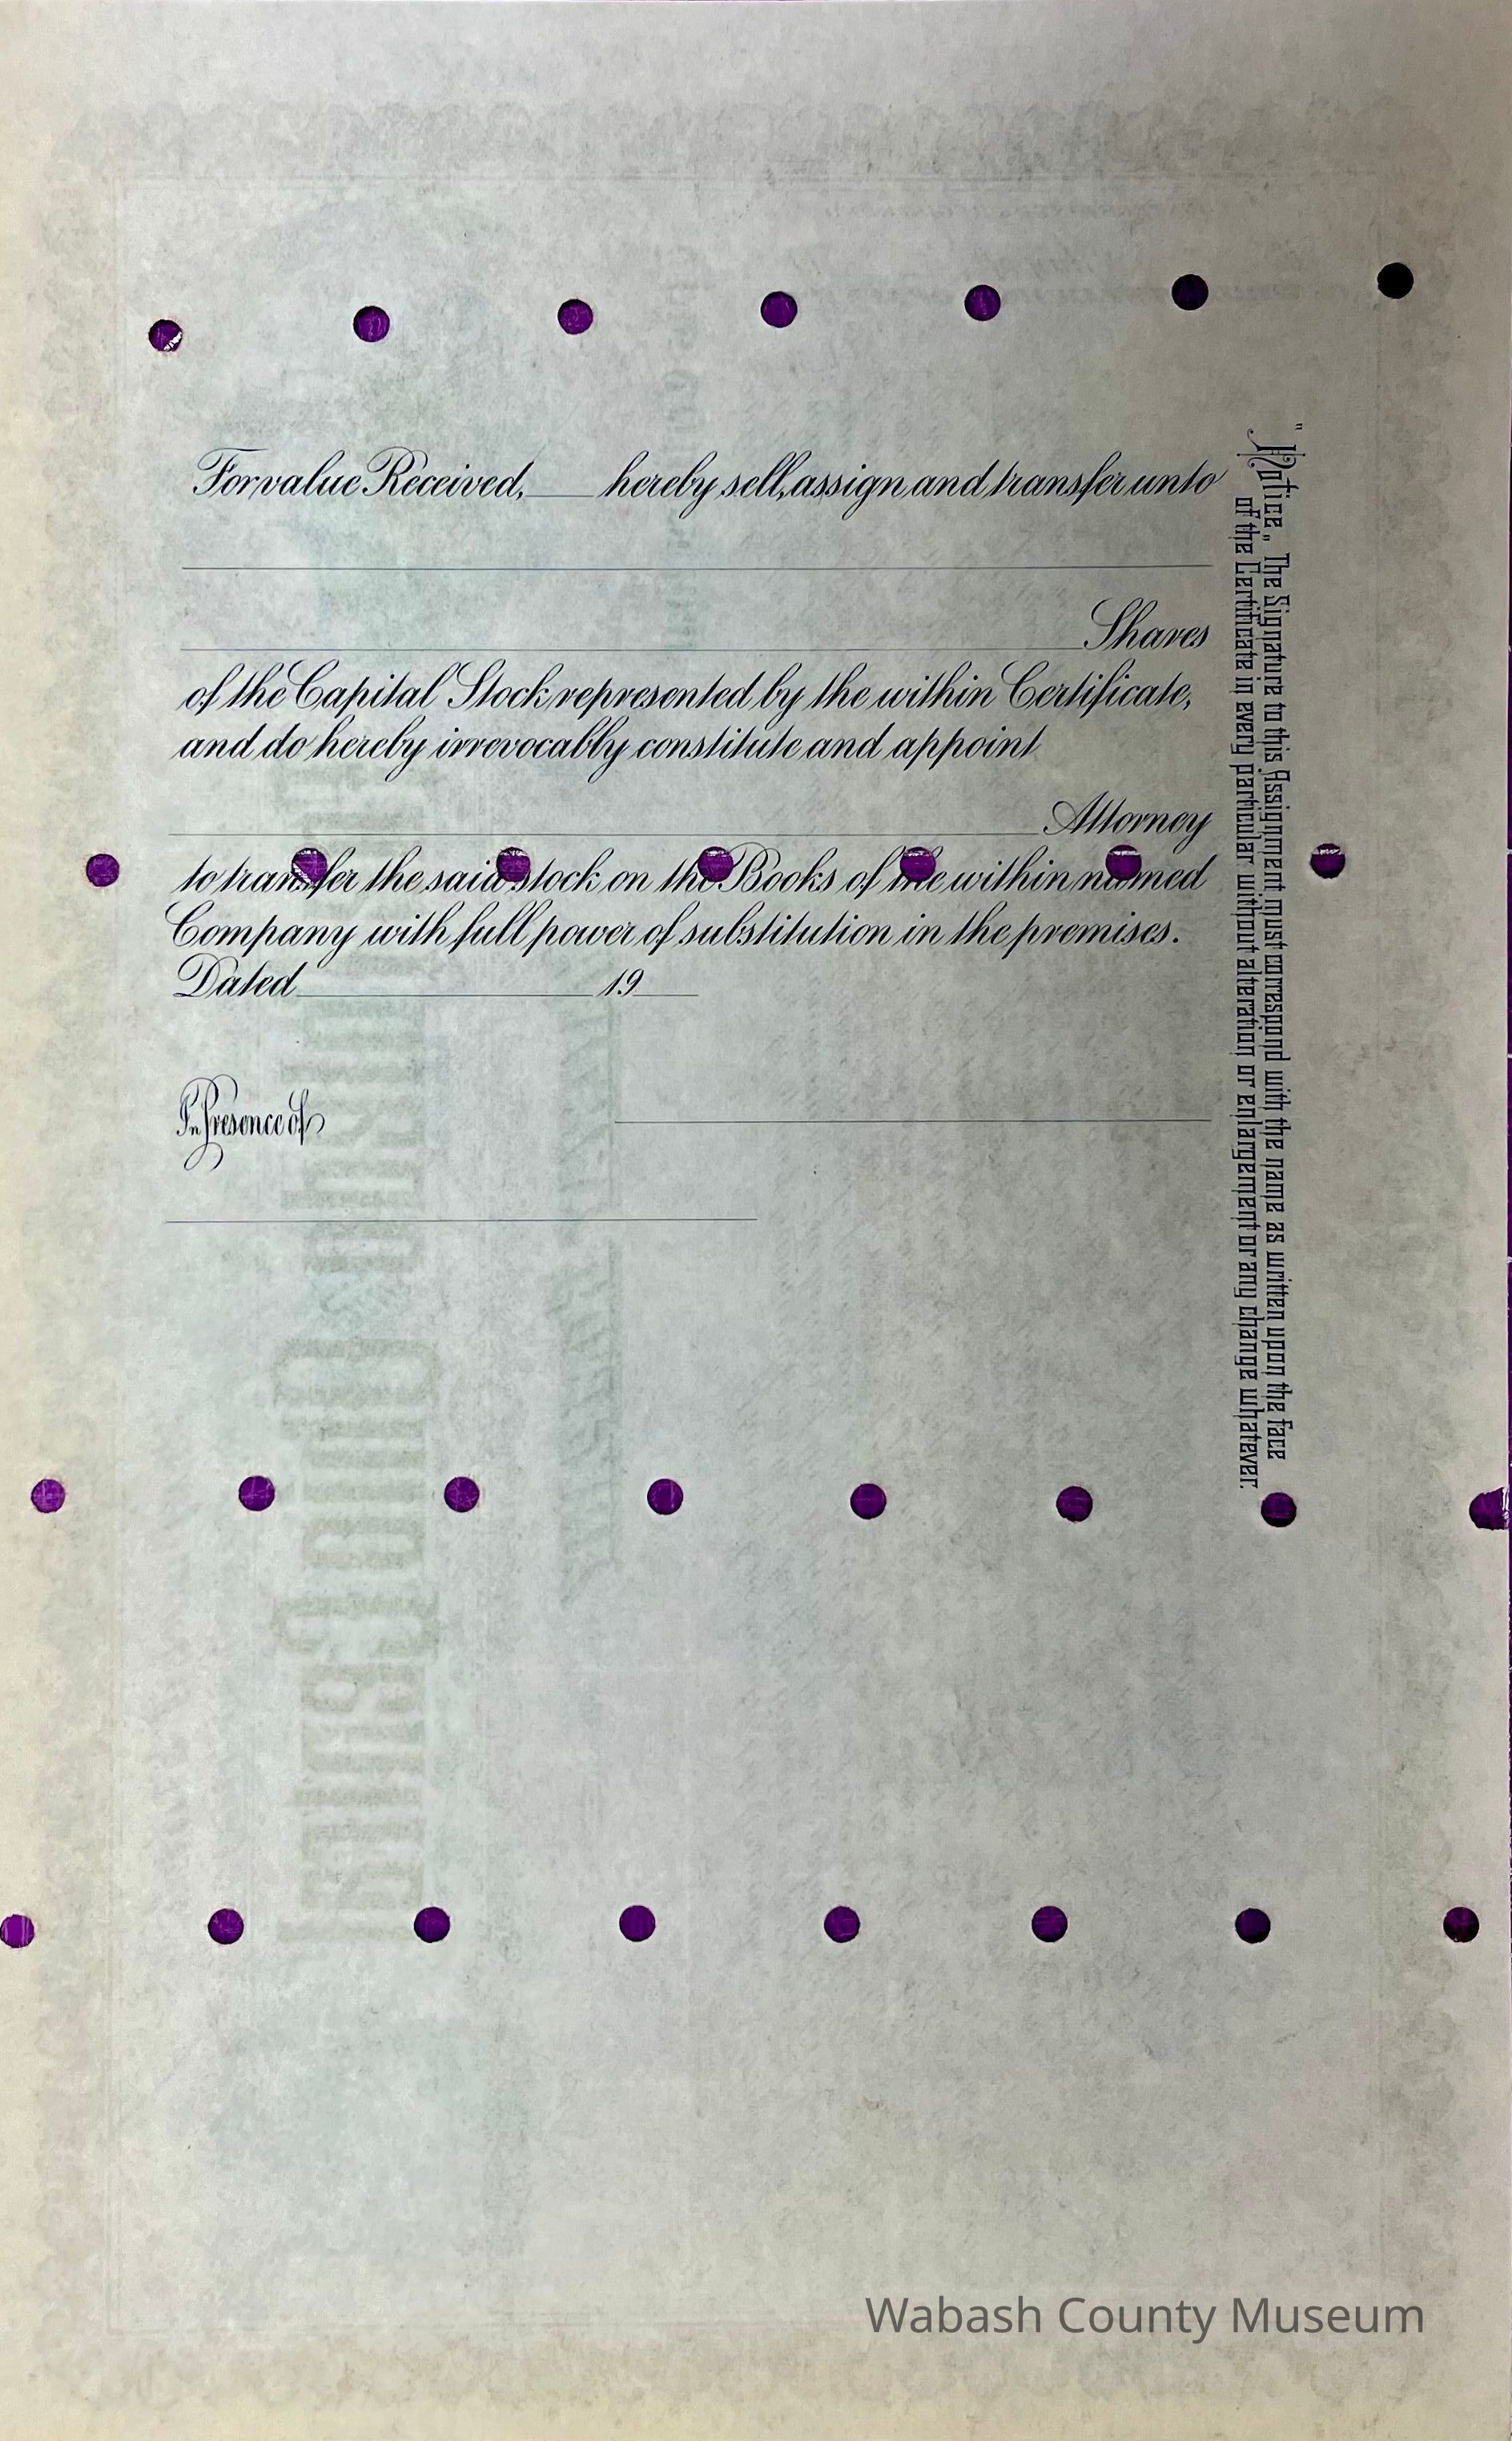 For value Received, ____ hereby sell, assign and transfer unto
Shares
of the Capital Stock represented by the within Certificate,
and do hereby irrevocably constitute and appoint
Attorney
to transfer the said stock on the Books of the within named
Company with full power of substitution in the premises.
Dated ____ 19__
In Presence of
"Notice." The Signature to this Assignment must correspond with the name as written upon the face
of the Certificate in every particular without alteration or enlargement or any change whatever.
Wabash County Museum